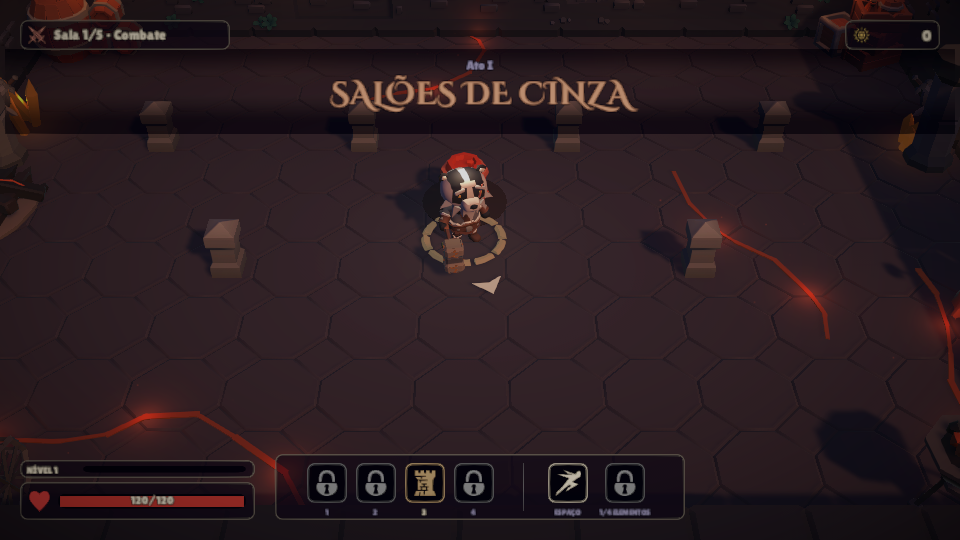 Sala 1/5 - Combate
0
Ato I
SALÕES DE CINZA
NÍVEL 1
120/120
1
2
3
4
ESPAÇO
1/4 ELEMENTOS